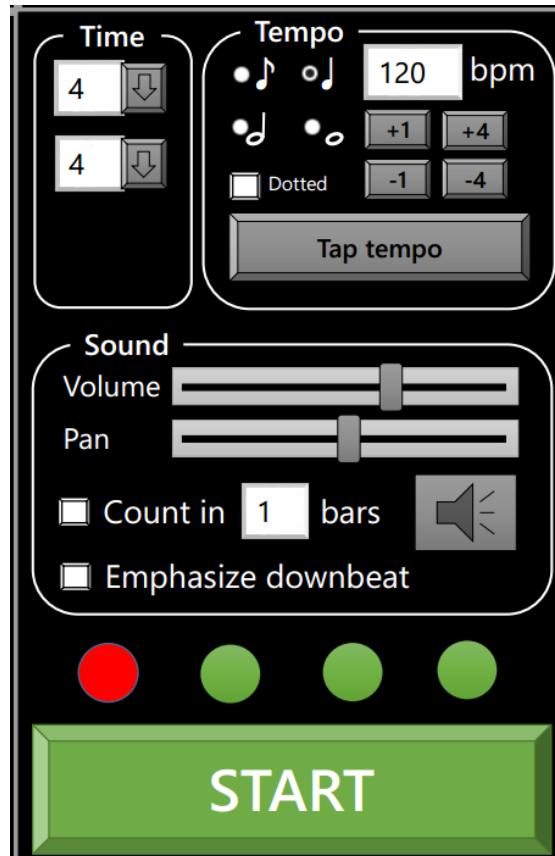 Time
4
4
Tempo
120 bpm
+1 +4
Dotted -1 -4
Tap tempo
Sound
Volume
Pan
Count in 1 bars
Emphasize downbeat
START